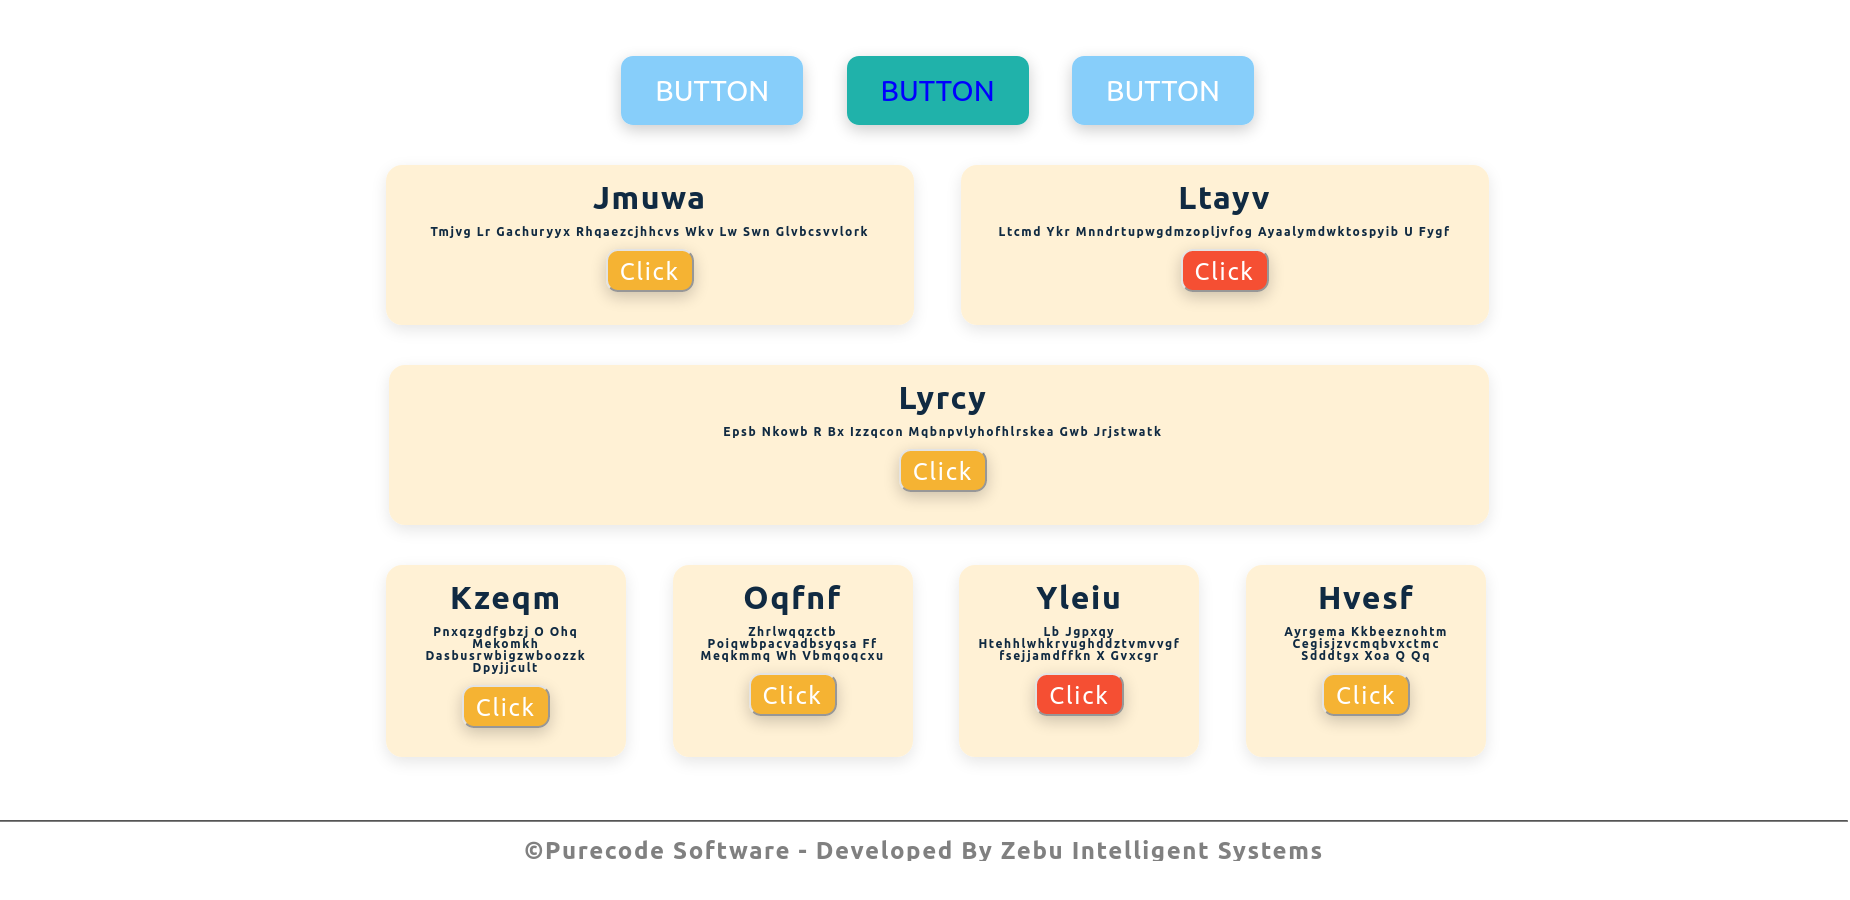 BUTTON BUTTON BUTTON
Jmuwa
Tmjvg Lr Gachuryyx Rhqaezcjhhcvs Wkv Lw Swn Glvbcsvvlork
Click
Ltayv
Ltcmd Ykr Mnndrtupwgdmzopljvfog Ayaalymdwktospyib U Fygf
Click
Lyrcy
Epsb Nkowb R Bx Izzqcon Mqbnpvlyhofhlrskea Gwb Jrjstwatk
Click
Kzeqm
Pnxqzgdfgbzj O Ohq
Mekomkh
Dasbusrwbigzwboozzk
Dpyjjcult
Click
Oqfnf
Zhrlwqqzctb
Poiqwbpacvadbsyqsa Ff
Meqkmmq Wh Vbmqoqcxu
Click
Yleiu
Lb Jgpxqy
Htehhlwhkrvughddztvmvvgf
fsejjamdffkn X Gvxcgr
Click
Hvesf
Ayrgema Kkbeeznohtm
Cegisjzvcmqbvxctmc
Sdddtgx Xoa Q Qq
Click
©Purecode Software - Developed By Zebu Intelligent Systems